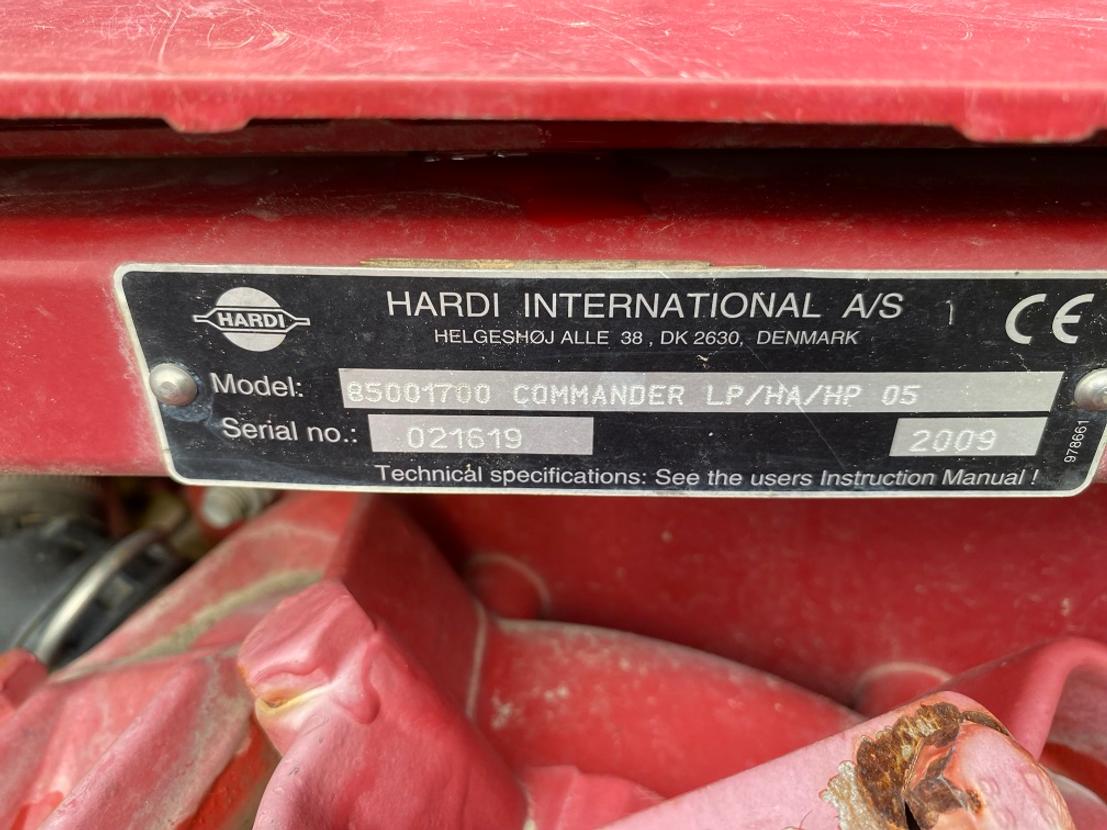 HARDI
HARDI INTERNATIONAL A/S
HELGESHØJ ALLE 38 , DK 2630, DENMARK
CE
Model: 85001700 COMMANDER LP/HA/HP 05
Serial no.: 021619 2009
978661
Technical specifications: See the users Instruction Manual !